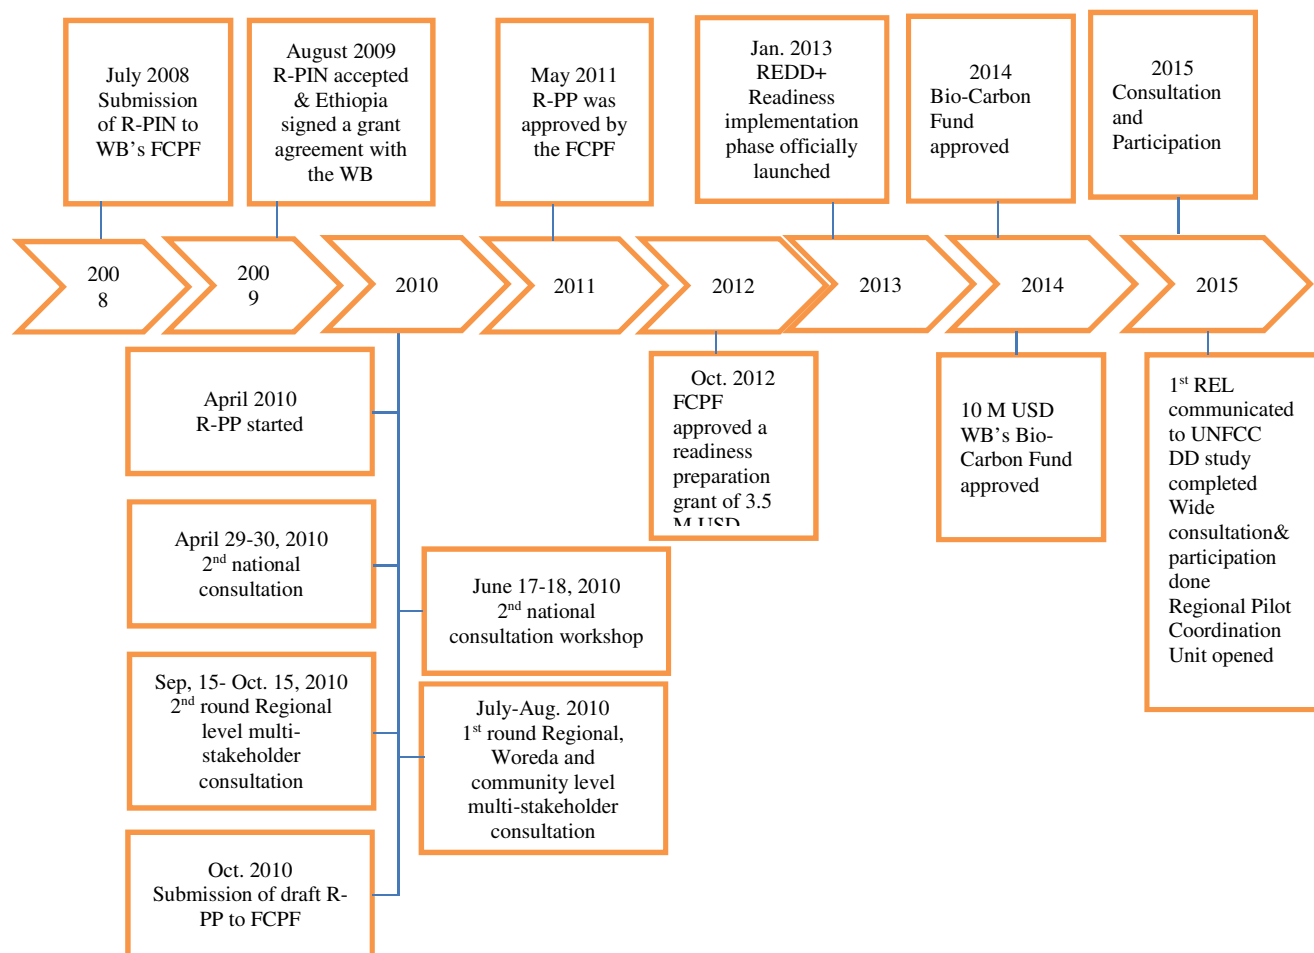 July 2008
Submission
of R-PIN to
WB's FCPF
August 2009
R-PIN accepted
& Ethiopia
signed a grant
agreement with
the WB
May 2011
R-PP was
approved by
the FCPF
Jan. 2013
REDD+
Readiness
implementation
phase officially
launched
2014
Bio-Carbon
Fund
approved
2015
Consultation
and
Participation
200
8
200
9
2010
2011
2012
2013
2014
2015
April 2010
R-PP started
April 29-30, 2010
2nd national
consultation
Sep, 15- Oct. 15, 2010
2nd round Regional
level multi-
stakeholder
consultation
Oct. 2010
Submission of draft R-
PP to FCPF
June 17-18, 2010
2nd national
consultation workshop
July-Aug. 2010
1st round Regional,
Woreda and
community level
multi-stakeholder
consultation
Oct. 2012
FCPF
approved a
readiness
preparation
grant of 3.5
M USD
10 M USD
WB's Bio-
Carbon Fund
approved
1st REL
communicated
to UNFCC
DD study
completed
Wide
consultation&
participation
done
Regional Pilot
Coordination
Unit opened